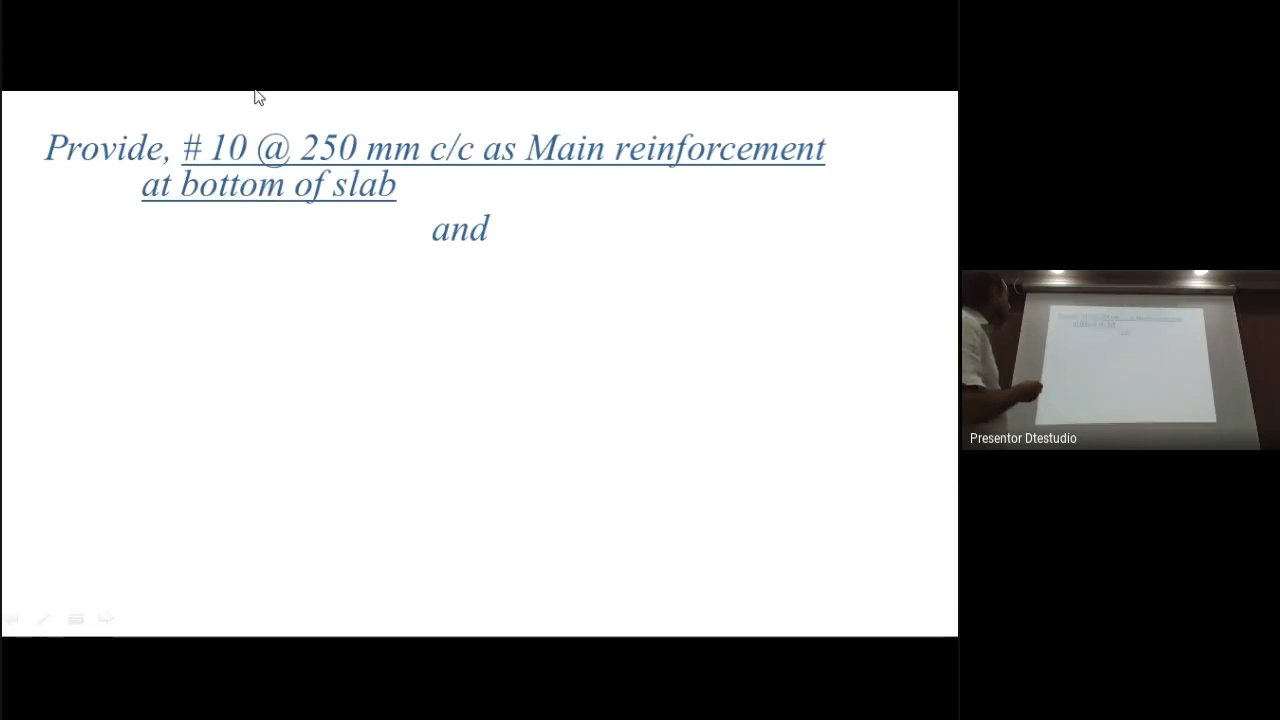 Provide, # 10 @ 250 mm c/c as Main reinforcement
at bottom of slab
and
Presentor Dtestudio